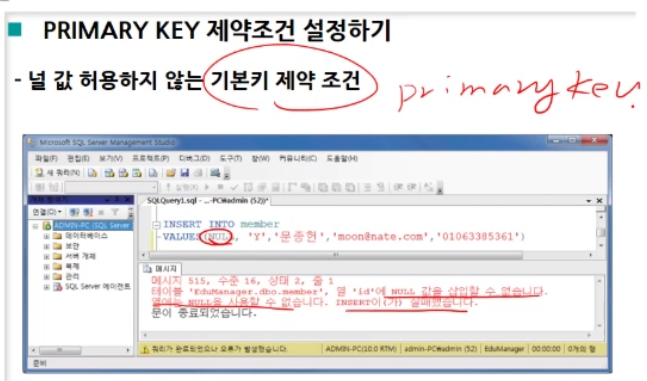 PRIMARY KEY 제약조건 설정하기
- 널 값 허용하지 않는 기본키 제약 조건
primary key.
Microsoft SQL Server Management Studio
파일(F) 편집(E) 보기(V) 프로젝트(P) 디버그(D) 도구(T) 창(W) 커뮤니티(C) 도움말(H)
새 쿼리(N)
실행(X)
SQLQuery1.sql - ...-PC\admin (52))*
연결(O)
ADMIN-PC (SQL Server
데이터베이스
보안
서버 개체
복제
관리
SQL Server 에이전트
INSERT INTO member
VALUES(NULL, 'Y','문종현','moon@nate.com','01063385361')
메시지
메시지 515, 수준 16, 상태 2, 줄 1
테이블 'EduManager.dbo.member', 열 'id'에 NULL 값을 삽입할 수 없습니다.
열에는 NULL을 사용할 수 없습니다. INSERT이(가) 실패했습니다.
문이 종료되었습니다.
쿼리가 완료되었으나 오류가 발생했습니다.
ADMIN-PC(10.0 RTM) admin-PC\admin (52) EduManager 00:00:00 0개의 행
준비